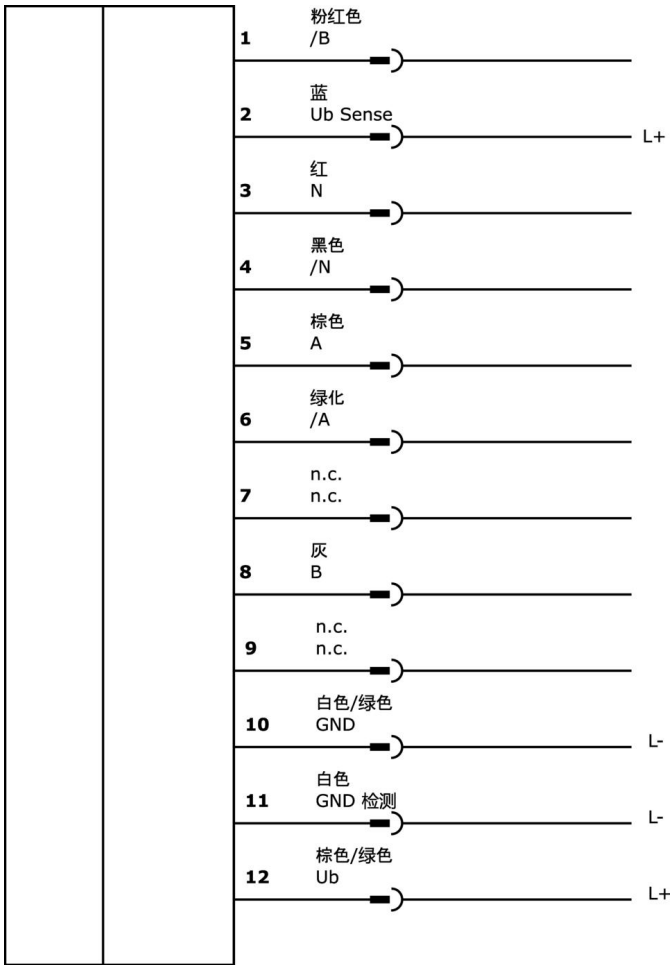 粉红色
1 /B
蓝
2 Ub Sense
L+
红
3 N
黑色
4 /N
棕色
5 A
绿化
6 /A
n.c.
7 n.c.
灰
8 B
n.c.
9 n.c.
白色/绿色
10 GND
L-
白色
11 GND 检测
L-
棕色/绿色
12 Ub
L+